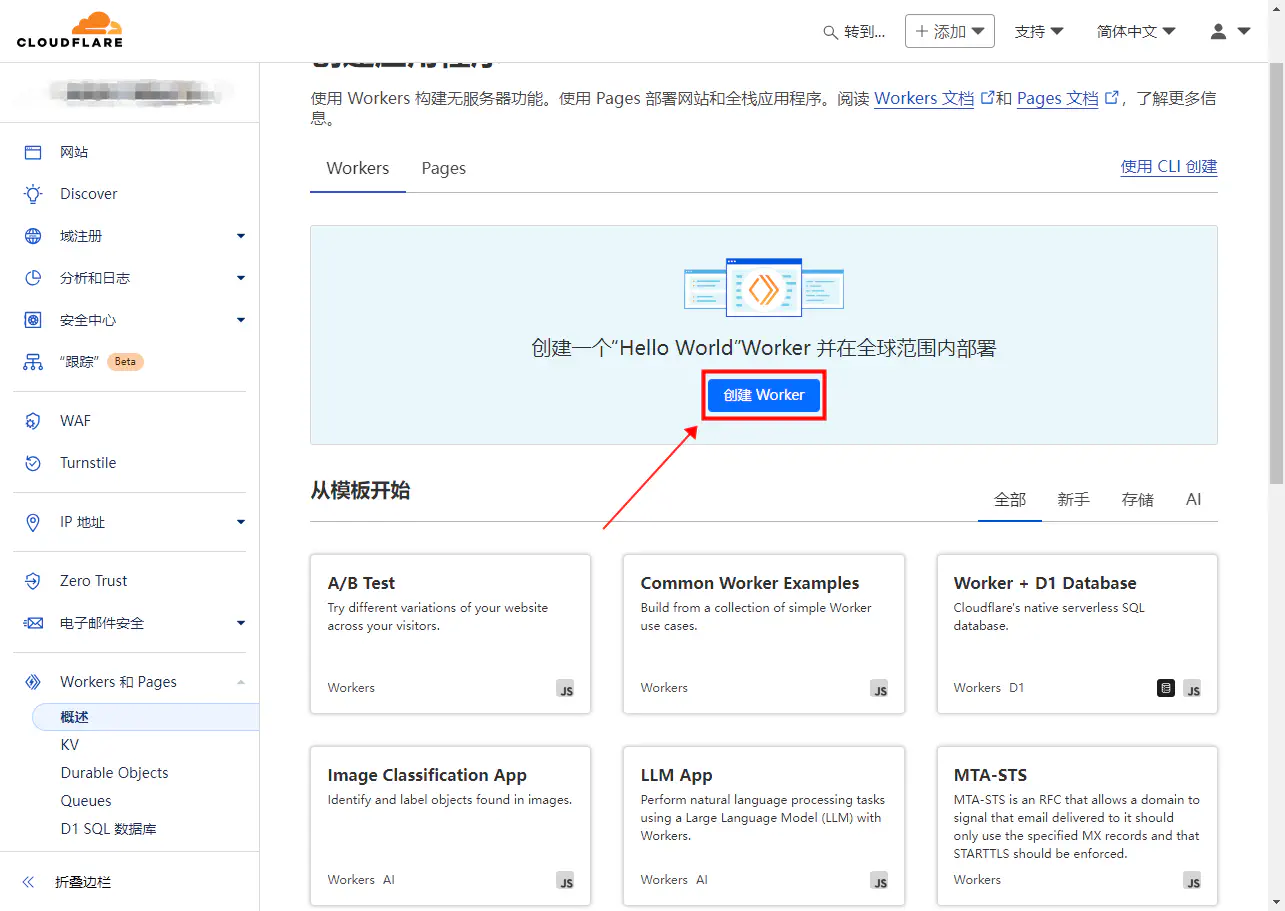 CLOUDFLARE
转到...
添加
支持
简体中文
网站
Discover
域注册
分析和日志
安全中心
“跟踪” Beta
WAF
Turnstile
IP 地址
Zero Trust
电子邮件安全
Workers 和 Pages
概述
KV
Durable Objects
Queues
D1 SQL 数据库
折叠边栏
创建应用程序
使用 Workers 构建无服务器功能。使用 Pages 部署网站和全栈应用程序。阅读 Workers 文档 和 Pages 文档 ，了解更多信
息。
Workers Pages
使用 CLI 创建
创建一个“Hello World”Worker 并在全球范围内部署
创建 Worker
从模板开始
全部 新手 存储 AI
A/B Test
Try different variations of your website
across your visitors.
Workers
JS
Common Worker Examples
Build from a collection of simple Worker
use cases.
Workers
JS
Worker + D1 Database
Cloudflare's native serverless SQL
database.
Workers D1
JS
Image Classification App
Identify and label objects found in images.
Workers AI
JS
LLM App
Perform natural language processing tasks
using a Large Language Model (LLM) with
Workers.
Workers AI
JS
MTA-STS
MTA-STS is an RFC that allows a domain to
signal that email delivered to it should
only use the specified MX records and that
STARTTLS should be enforced.
Workers
JS